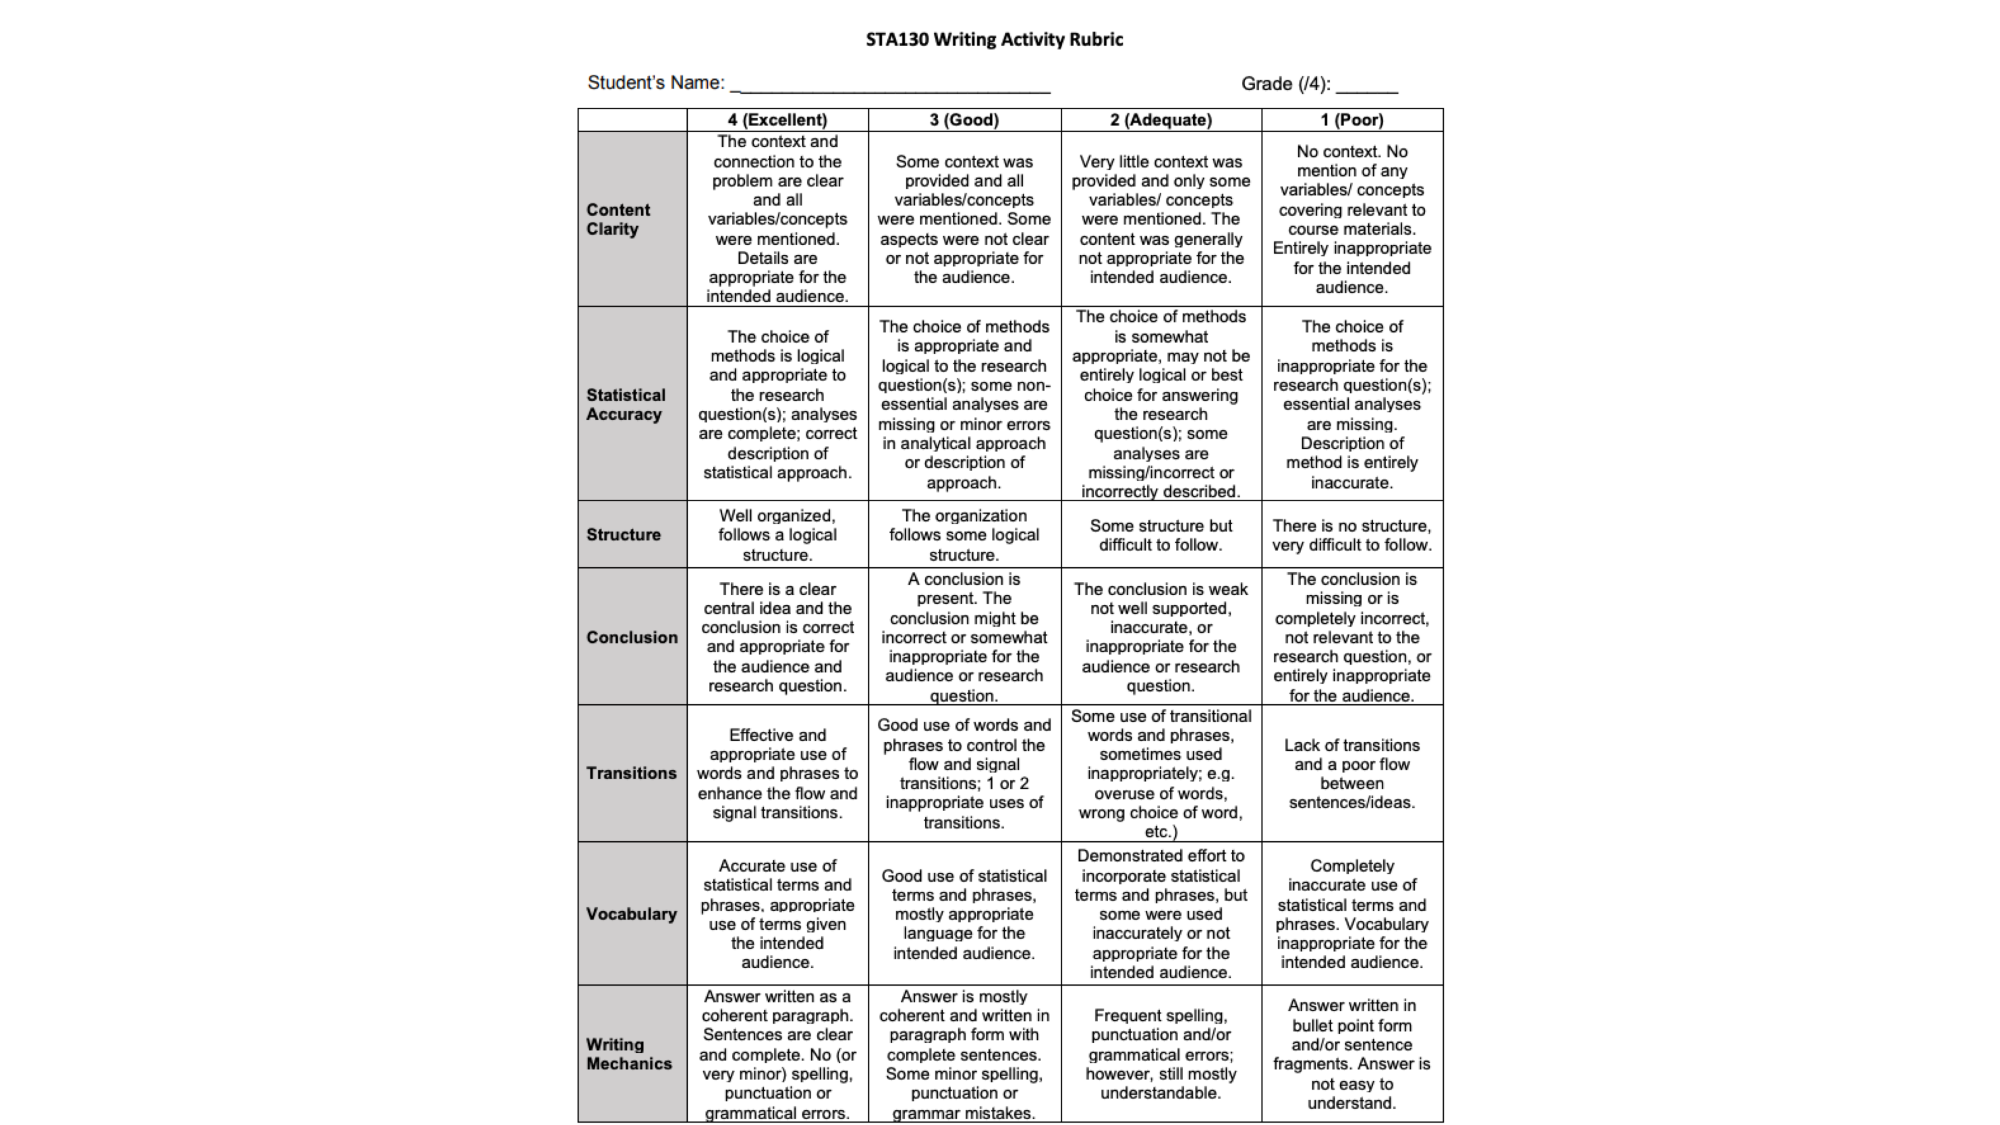 STA130 Writing Activity Rubric
Student's Name: _______________________________ Grade (/4): ______
4 (Excellent) 3 (Good) 2 (Adequate) 1 (Poor)
Content
Clarity
The context and
connection to the
problem are clear
and all
variables/concepts
were mentioned.
Details are
appropriate for the
intended audience.
Some context was
provided and all
variables/concepts
were mentioned. Some
aspects were not clear
or not appropriate for
the audience.
Very little context was
provided and only some
variables/ concepts
were mentioned. The
content was generally
not appropriate for the
intended audience.
No context. No
mention of any
variables/ concepts
covering relevant to
course materials.
Entirely inappropriate
for the intended
audience.
Statistical
Accuracy
The choice of
methods is logical
and appropriate to
the research
question(s); analyses
are complete; correct
description of
statistical approach.
The choice of methods
is appropriate and
logical to the research
question(s); some non-
essential analyses are
missing or minor errors
in analytical approach
or description of
approach.
The choice of methods
is somewhat
appropriate, may not be
entirely logical or best
choice for answering
the research
question(s); some
analyses are
missing/incorrect or
incorrectly described.
The choice of
methods is
inappropriate for the
research question(s);
essential analyses
are missing.
Description of
method is entirely
inaccurate.
Structure
Well organized,
follows a logical
structure.
The organization
follows some logical
structure.
Some structure but
difficult to follow.
There is no structure,
very difficult to follow.
Conclusion
There is a clear
central idea and the
conclusion is correct
and appropriate for
the audience and
research question.
A conclusion is
present. The
conclusion might be
incorrect or somewhat
inappropriate for the
audience or research
question.
The conclusion is weak
not well supported,
inaccurate, or
inappropriate for the
audience or research
question.
The conclusion is
missing or is
completely incorrect,
not relevant to the
research question, or
entirely inappropriate
for the audience.
Transitions
Effective and
appropriate use of
words and phrases to
enhance the flow and
signal transitions.
Good use of words and
phrases to control the
flow and signal
transitions; 1 or 2
inappropriate uses of
transitions.
Some use of transitional
words and phrases,
sometimes used
inappropriately; e.g.
overuse of words,
wrong choice of word,
etc.)
Lack of transitions
and a poor flow
between
sentences/ideas.
Vocabulary
Accurate use of
statistical terms and
phrases, appropriate
use of terms given
the intended
audience.
Good use of statistical
terms and phrases,
mostly appropriate
language for the
intended audience.
Demonstrated effort to
incorporate statistical
terms and phrases, but
some were used
inaccurately or not
appropriate for the
intended audience.
Completely
inaccurate use of
statistical terms and
phrases. Vocabulary
inappropriate for the
intended audience.
Writing
Mechanics
Answer written as a
coherent paragraph.
Sentences are clear
and complete. No (or
very minor) spelling,
punctuation or
grammatical errors.
Answer is mostly
coherent and written in
paragraph form with
complete sentences.
Some minor spelling,
punctuation or
grammar mistakes.
Frequent spelling,
punctuation and/or
grammatical errors;
however, still mostly
understandable.
Answer written in
bullet point form
and/or sentence
fragments. Answer is
not easy to
understand.